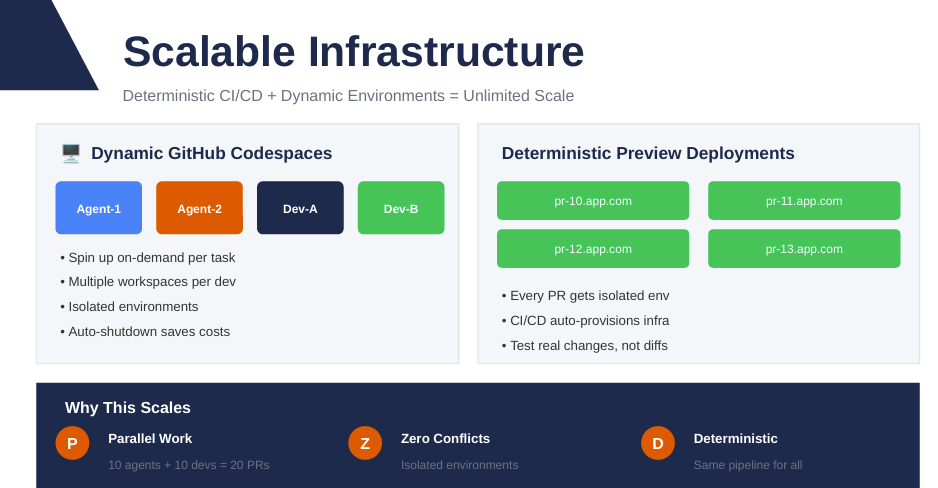 Scalable Infrastructure
Deterministic CI/CD + Dynamic Environments = Unlimited Scale
Dynamic GitHub Codespaces
Agent-1
Agent-2
Dev-A
Dev-B
• Spin up on-demand per task
• Multiple workspaces per dev
• Isolated environments
• Auto-shutdown saves costs
Deterministic Preview Deployments
pr-10.app.com
pr-11.app.com
pr-12.app.com
pr-13.app.com
• Every PR gets isolated env
• CI/CD auto-provisions infra
• Test real changes, not diffs
Why This Scales
P
Parallel Work
10 agents + 10 devs = 20 PRs
Z
Zero Conflicts
Isolated environments
D
Deterministic
Same pipeline for all